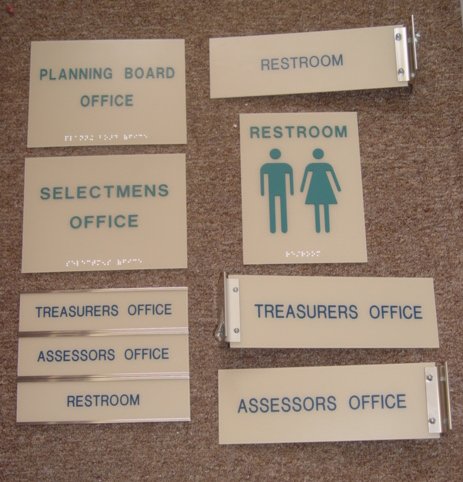 PLANNING BOARD
OFFICE
SELECTMENS
OFFICE
TREASURERS OFFICE
ASSESSORS OFFICE
RESTROOM
RESTROOM
RESTROOM
TREASURERS OFFICE
ASSESSORS OFFICE